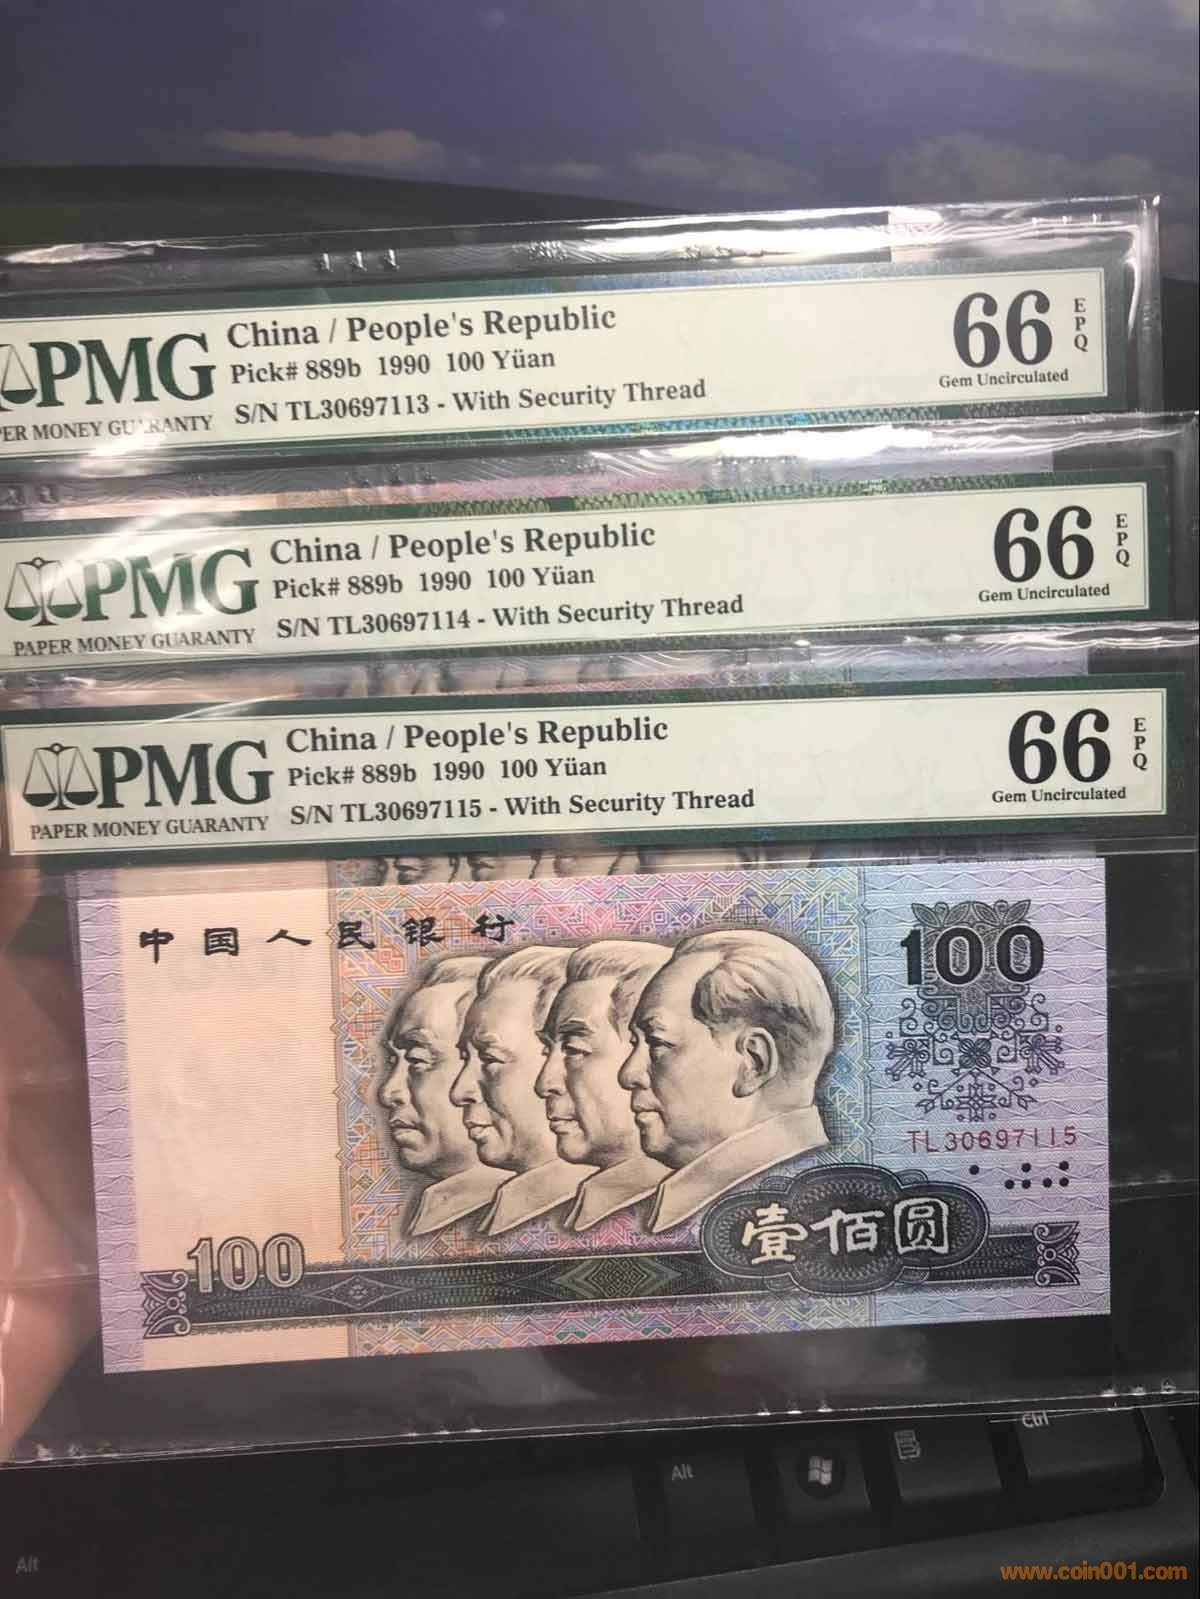 PMG
China / People's Republic
Pick# 889b 1990 100 Yüan
S/N TL30697113 - With Security Thread
66
EPQ
Gem Uncirculated
ER MONEY GUARANTY
PMG
China / People's Republic
Pick# 889b 1990 100 Yüan
S/N TL30697114 - With Security Thread
66
EPQ
Gem Uncirculated
PAPER MONEY GUARANTY
PMG
China / People's Republic
Pick# 889b 1990 100 Yüan
S/N TL30697115 - With Security Thread
66
EPQ
Gem Uncirculated
PAPER MONEY GUARANTY
中国人民银行
100
TL30697115
壹佰圆
100
Ctrl
Alt
Alt
www.coin001.com